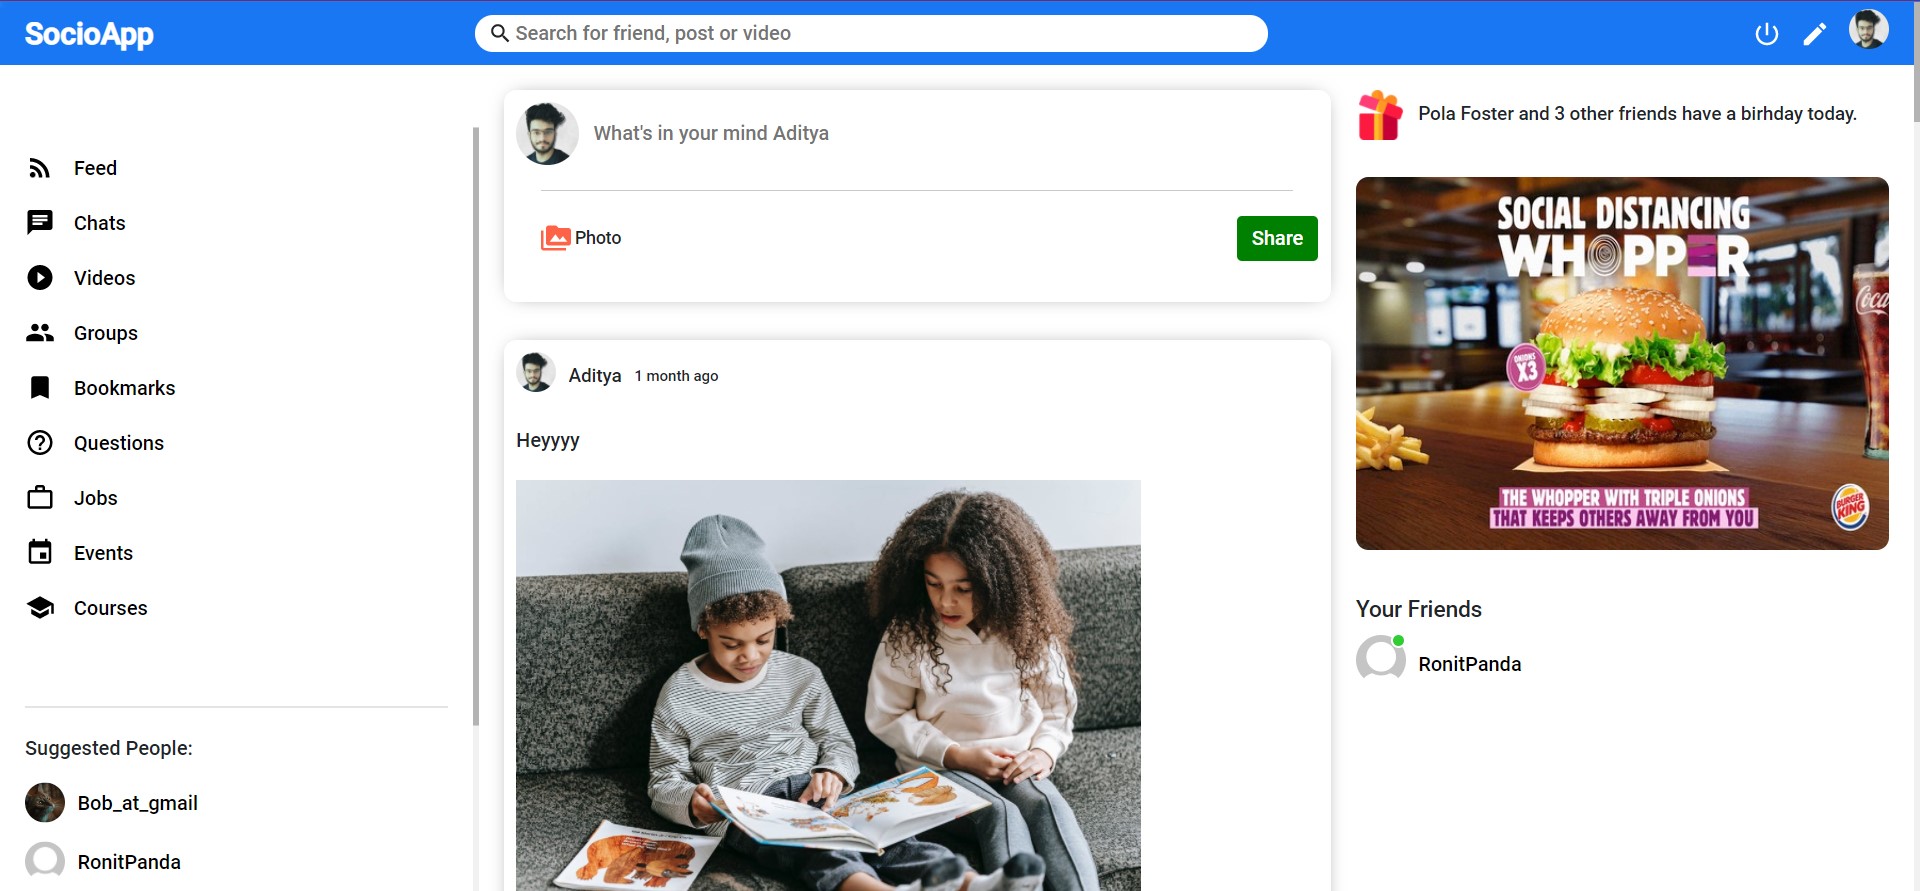 SocioApp
Search for friend, post or video
Feed
Chats
Videos
Groups
Bookmarks
Questions
Jobs
Events
Courses
Suggested People:
Bob_at_gmail
RonitPanda
What's in your mind Aditya
Photo
Share
Aditya 1 month ago
Heyyyy
Pola Foster and 3 other friends have a birhday today.
SOCIAL DISTANCING
WHOPPER
Coca
ONIONS
X3
THE WHOPPER WITH TRIPLE ONIONS
THAT KEEPS OTHERS AWAY FROM YOU
BURGER
KING
Your Friends
RonitPanda